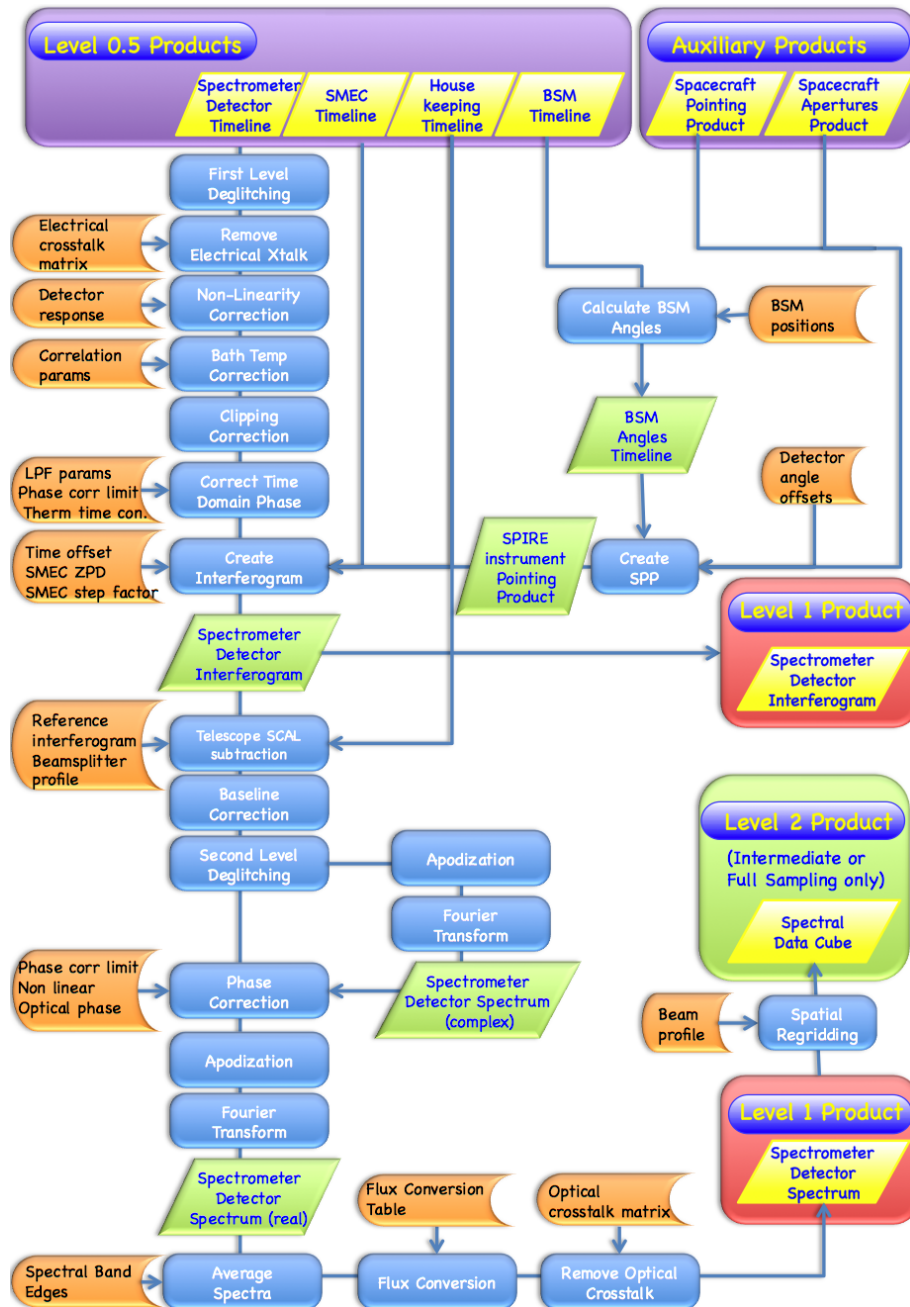 Level 0.5 Products
Auxiliary Products
Spectrometer
Detector
Timeline
SMEC
Timeline
House
keeping
Timeline
BSM
Timeline
Spacecraft
Pointing
Product
Spacecraft
Apertures
Product
First Level
Deglitching
Electrical
crosstalk
matrix
Remove
Electrical Xtalk
Detector
response
Non-Linearity
Correction
Calculate BSM
Angles
BSM
positions
Correlation
params
Bath Temp
Correction
Clipping
Correction
BSM
Angles
Timeline
LPF params
Phase corr limit
Therm time con.
Correct Time
Domain Phase
Detector
angle
offsets
Time offset
SMEC ZPD
SMEC step factor
Create
Interferogram
SPIRE
instrument
Pointing
Product
Create
SPP
Spectrometer
Detector
Interferogram
Level 1 Product
Spectrometer
Detector
Interferogram
Reference
interferogram
Beamsplitter
profile
Telescope SCAL
subtraction
Baseline
Correction
Second Level
Deglitching
Apodization
Level 2 Product
(Intermediate or
Full Sampling only)
Spectral
Data Cube
Fourier
Transform
Phase corr limit
Non linear
Optical phase
Phase
Correction
Spectrometer
Detector Spectrum
(complex)
Beam
profile
Spatial
Regridding
Apodization
Fourier
Transform
Level 1 Product
Spectrometer
Detector
Spectrum
Spectrometer
Detector
Spectrum (real)
Flux Conversion
Table
Optical
crosstalk matrix
Spectral Band
Edges
Average
Spectra
Flux Conversion
Remove Optical
Crosstalk